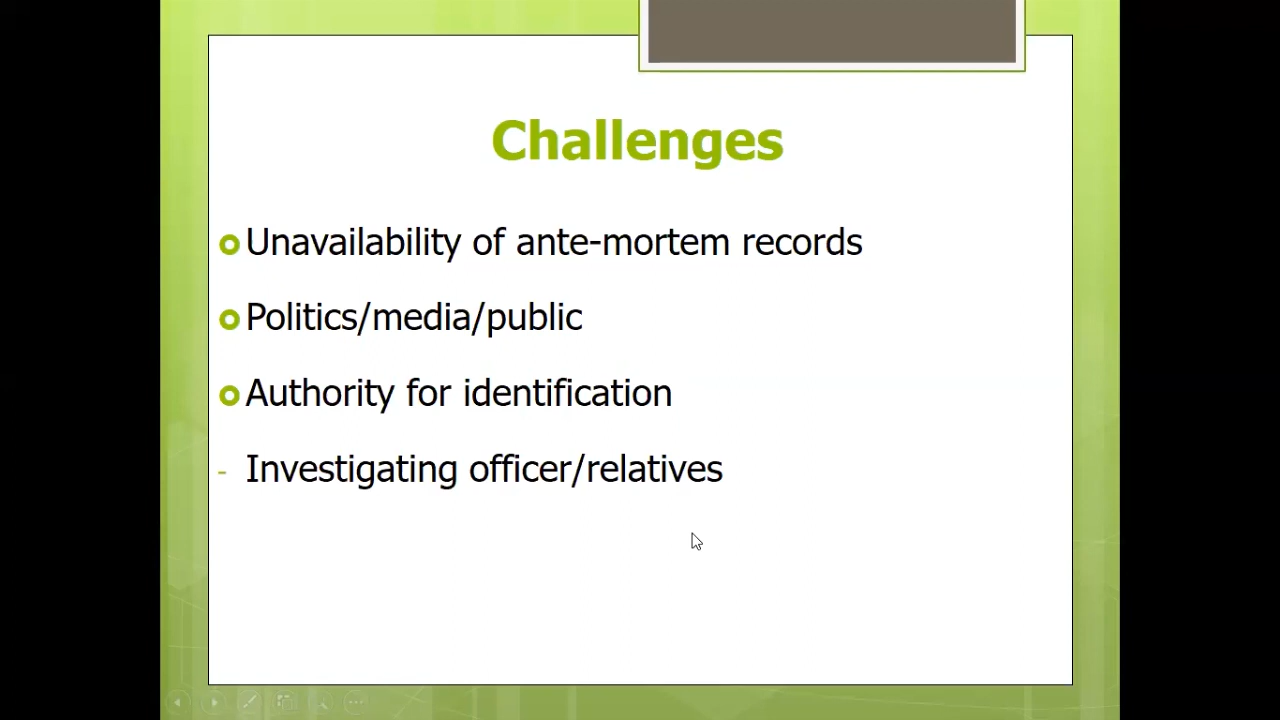 Challenges
Unavailability of ante-mortem records
Politics/media/public
Authority for identification
- Investigating officer/relatives